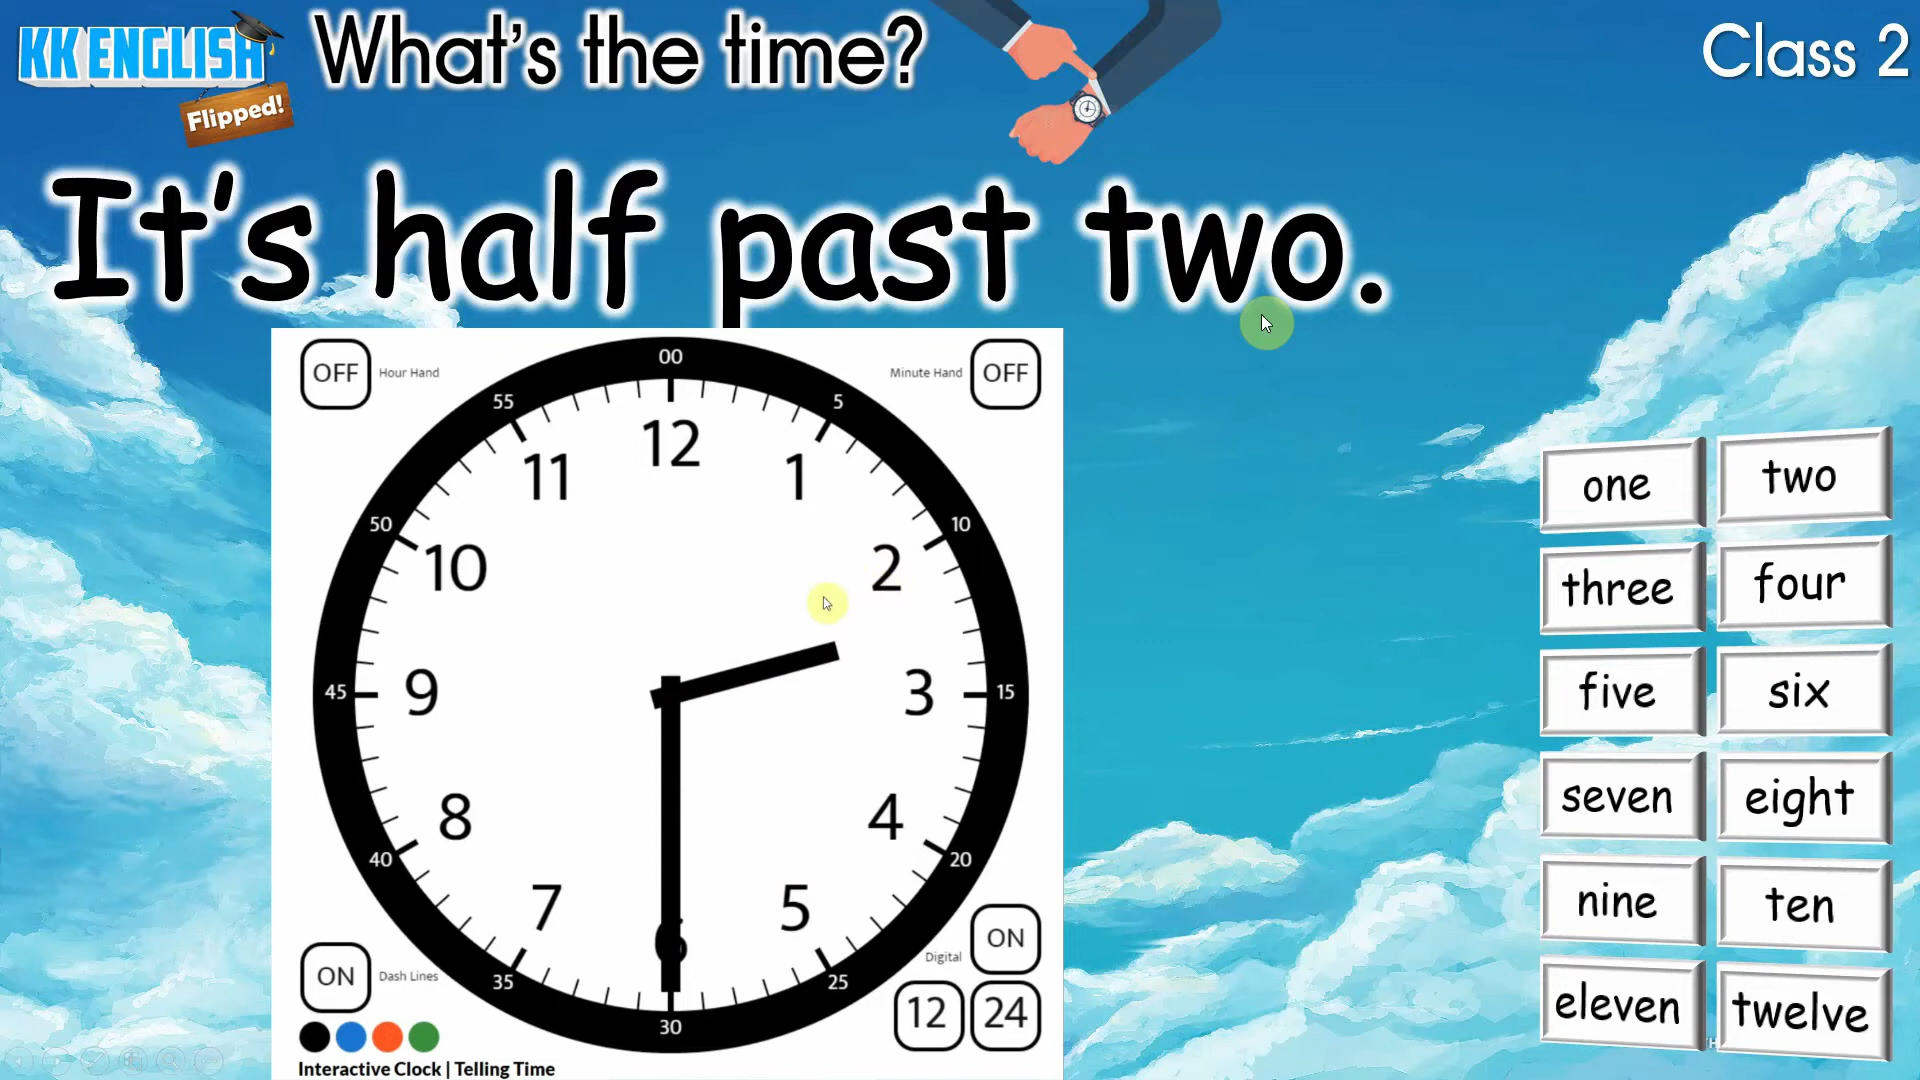 KK ENGLISH
Flipped!
What's the time?
Class 2
It's half past two.
OFF Hour Hand
Minute Hand OFF
00
55 5
12
11 1
50 10
10 2
45 9 3 15
8 4
40 20
7 5
6
35 25
30
ON Dash Lines
Digital ON
12 24
Interactive Clock | Telling Time
one two
three four
five six
seven eight
nine ten
eleven twelve